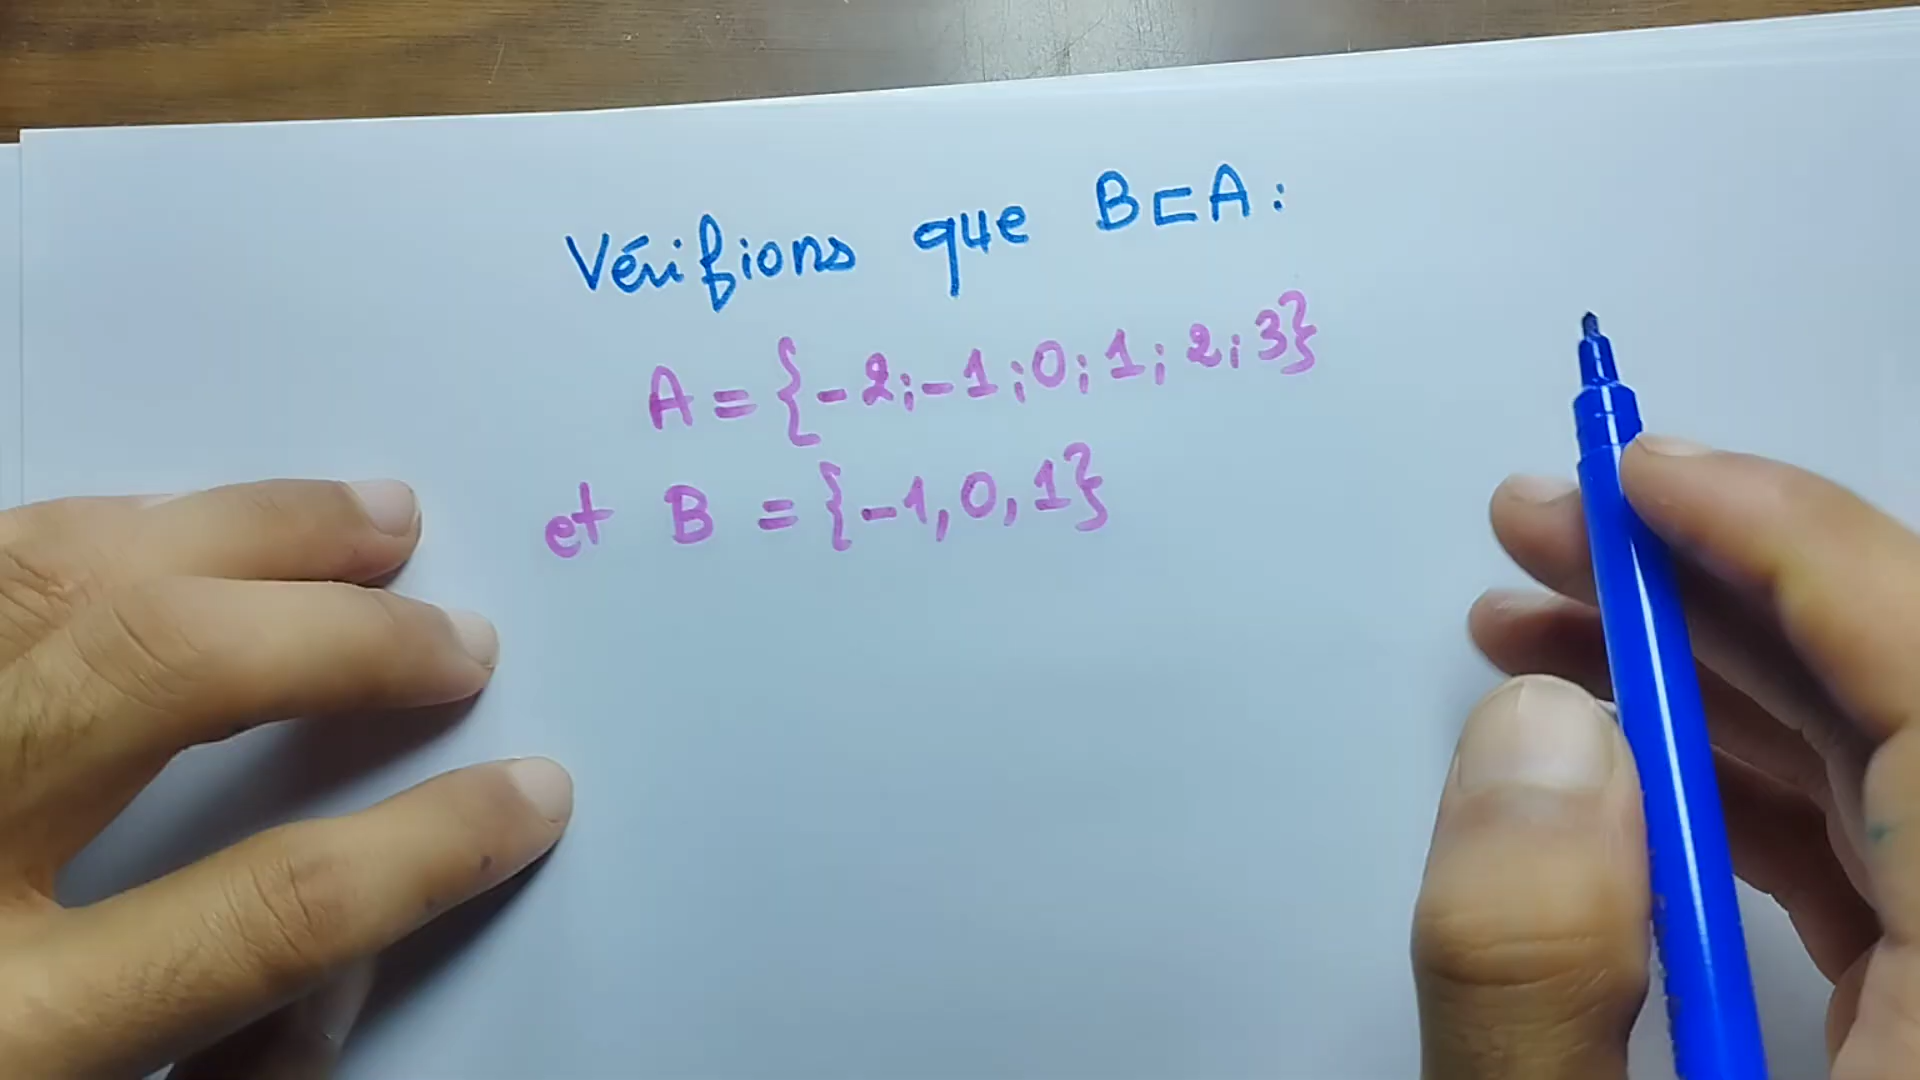 Vérifions que B⊏A :
A = {-2;-1;0;1;2;3}
et B = {-1,0,1}